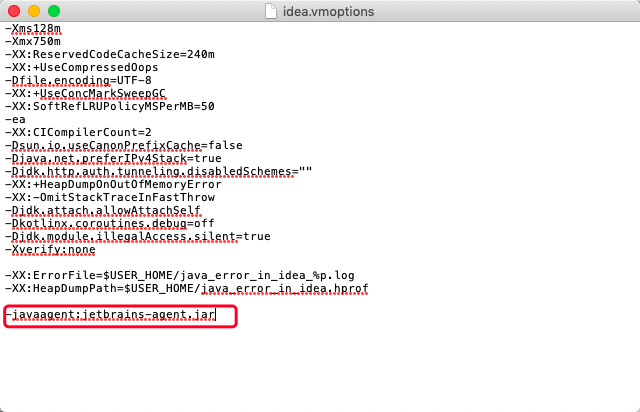 idea.vmoptions
-Xms128m
-Xmx750m
-XX:ReservedCodeCacheSize=240m
-XX:+UseCompressedOops
-Dfile.encoding=UTF-8
-XX:+UseConcMarkSweepGC
-XX:SoftRefLRUPolicyMSPerMB=50
-ea
-XX:CICompilerCount=2
-Dsun.io.useCanonPrefixCache=false
-Djava.net.preferIPv4Stack=true
-Djdk.http.auth.tunneling.disabledSchemes=""
-XX:+HeapDumpOnOutOfMemoryError
-XX:-OmitStackTraceInFastThrow
-Djdk.attach.allowAttachSelf
-Dkotlinx.coroutines.debug=off
-Djdk.module.illegalAccess.silent=true
-Xverify:none
-XX:ErrorFile=$USER_HOME/java_error_in_idea_%p.log
-XX:HeapDumpPath=$USER_HOME/java_error_in_idea.hprof
-javaagent:jetbrains-agent.jar